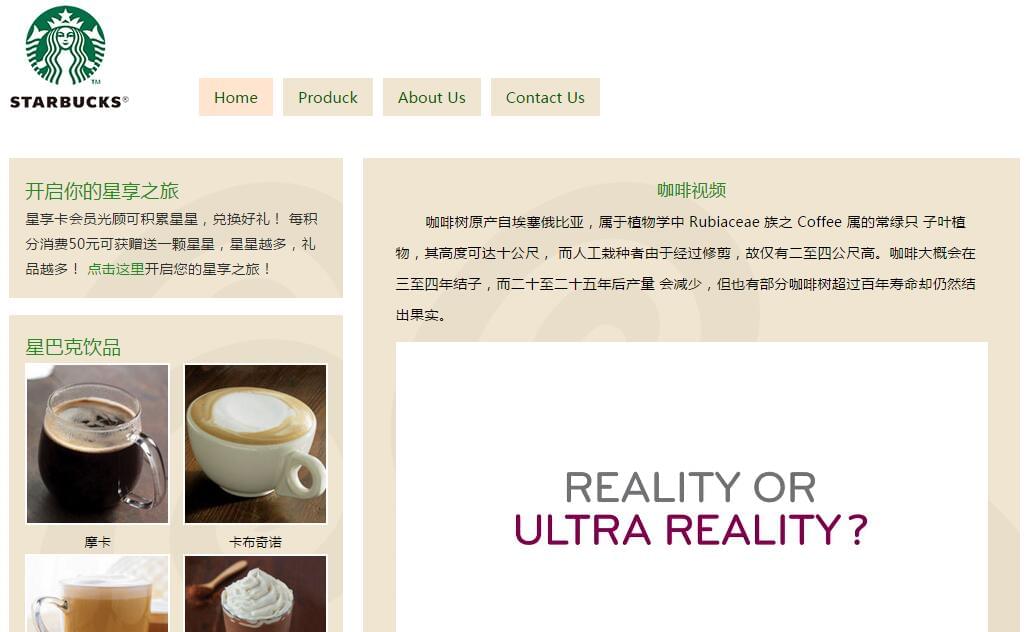 STARBUCKS®
TM
Home
Produck
About Us
Contact Us
开启你的星享之旅
星享卡会员光顾可积累星星，兑换好礼！ 每积
分消费50元可获赠送一颗星星，星星越多，礼
品越多！ 点击这里开启您的星享之旅！
星巴克饮品
摩卡
卡布奇诺
咖啡视频
咖啡树原产自埃塞俄比亚，属于植物学中 Rubiaceae 族之 Coffee 属的常绿只 子叶植
物，其高度可达十公尺， 而人工栽种者由于经过修剪，故仅有二至四公尺高。咖啡大概会在
三至四年结子，而二十至二十五年后产量 会减少，但也有部分咖啡树超过百年寿命却仍然结
出果实。
REALITY OR
ULTRA REALITY?